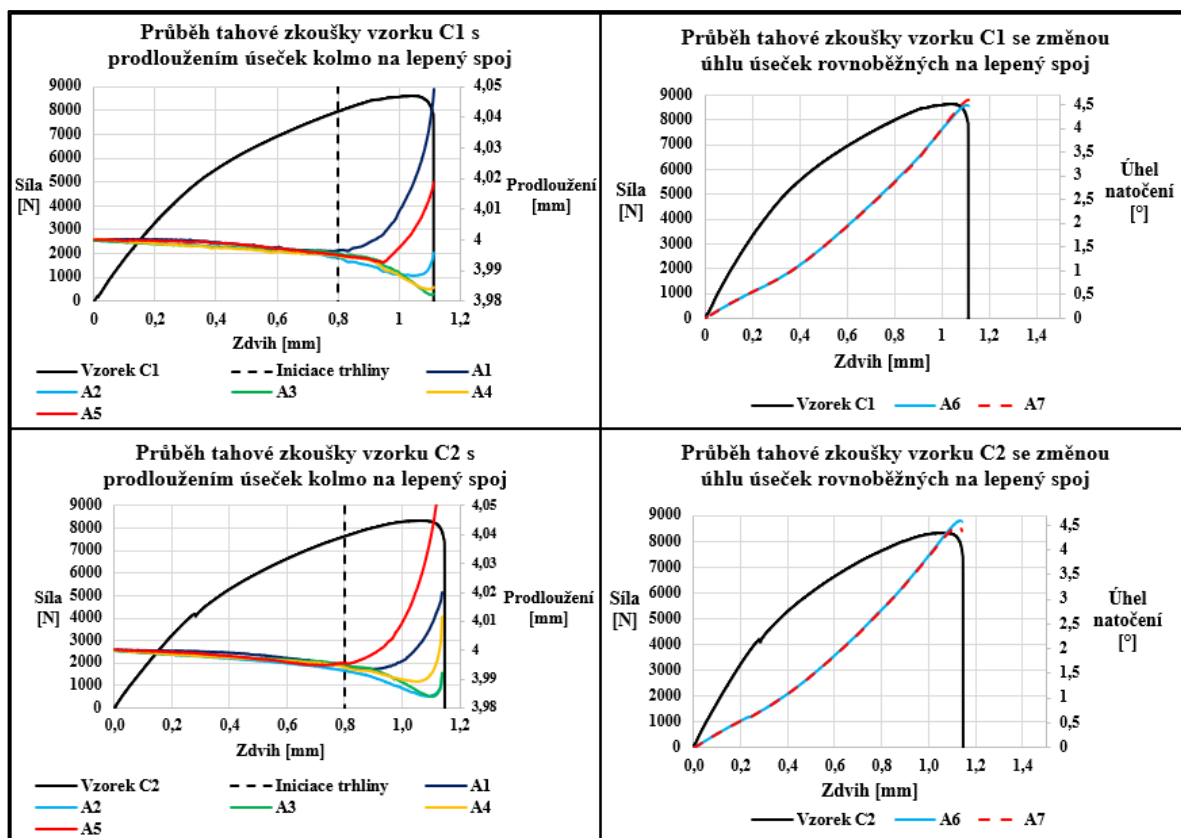 Průběh tahové zkoušky vzorku C1 s
prodloužením úseček kolmo na lepený spoj
9000
8000
7000
6000
5000
4000
3000
2000
1000
0
Síla
[N]
4,05
4,04
4,03
4,02
4,01
4
3,99
3,98
Prodloužení
[mm]
0 0,2 0,4 0,6 0,8 1 1,2
Zdvih [mm]
Vzorek C1 Iniciace trhliny A1
A2 A3 A4
A5
Průběh tahové zkoušky vzorku C1 se změnou
úhlu úseček rovnoběžných na lepený spoj
9000
8000
7000
6000
5000
4000
3000
2000
1000
0
Síla
[N]
4,5
4
3,5
3
2,5
2
1,5
1
0,5
0
Úhel
natočení
[°]
0 0,2 0,4 0,6 0,8 1 1,2 1,4
Zdvih [mm]
Vzorek C1 A6 A7
Průběh tahové zkoušky vzorku C2 s
prodloužením úseček kolmo na lepený spoj
9000
8000
7000
6000
5000
4000
3000
2000
1000
0
Síla
[N]
4,05
4,04
4,03
4,02
4,01
4
3,99
3,98
Prodloužení
[mm]
0,0 0,2 0,4 0,6 0,8 1,0 1,2
Zdvih [mm]
Vzorek C2 Iniciace trhliny A1
A2 A3 A4
A5
Průběh tahové zkoušky vzorku C2 se změnou
úhlu úseček rovnoběžných na lepený spoj
9000
8000
7000
6000
5000
4000
3000
2000
1000
0
Síla
[N]
4,5
4
3,5
3
2,5
2
1,5
1
0,5
0
Úhel
natočení
[°]
0,0 0,2 0,4 0,6 0,8 1,0 1,2 1,4
Zdvih [mm]
Vzorek C2 A6 A7